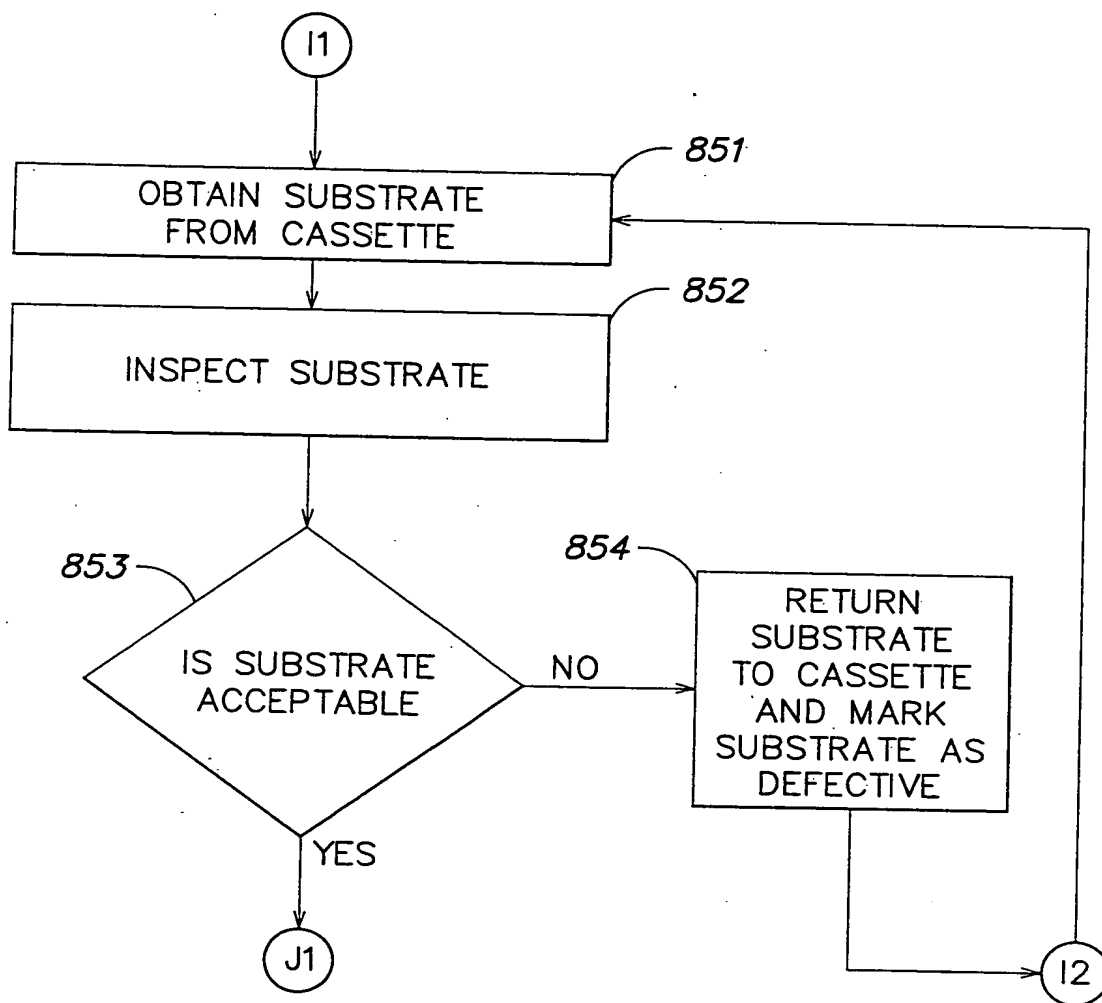 I1
851
OBTAIN SUBSTRATE
FROM CASSETTE
852
INSPECT SUBSTRATE
853
IS SUBSTRATE
ACCEPTABLE
NO
854
RETURN
SUBSTRATE
TO CASSETTE
AND MARK
SUBSTRATE AS
DEFECTIVE
YES
J1
I2